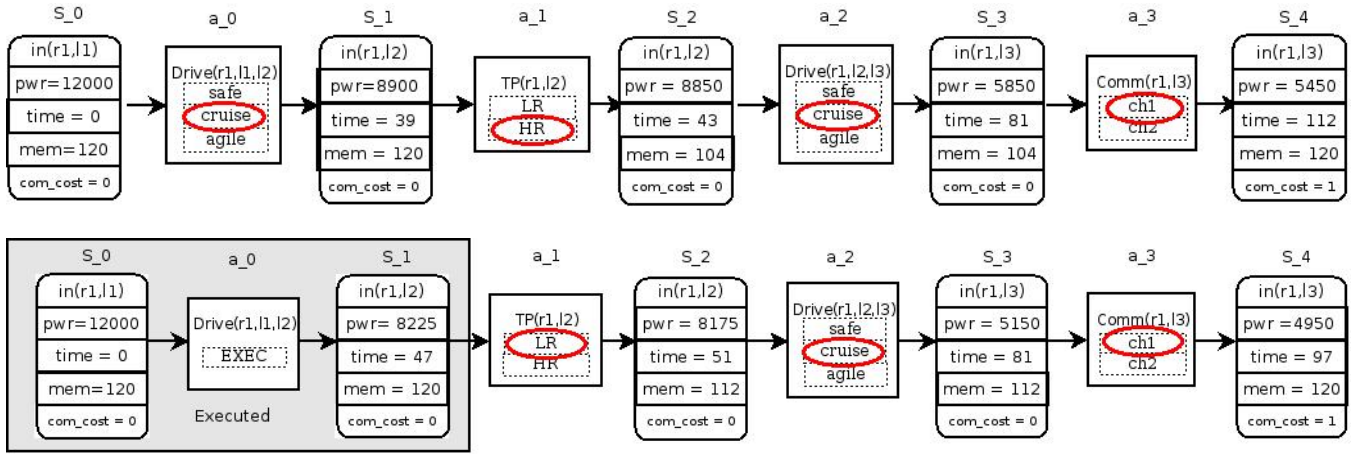 S_0
a_0
S_1
a_1
S_2
a_2
S_3
a_3
S_4
in(r1,l1)
pwr=12000
time = 0
mem=120
com_cost = 0
Drive(r1,l1,l2)
safe
cruise
agile
in(r1,l2)
pwr=8900
time = 39
mem = 120
com_cost = 0
TP(r1,l2)
LR
HR
in(r1,l2)
pwr = 8850
time = 43
mem = 104
com_cost = 0
Drive(r1,l2,l3)
safe
cruise
agile
in(r1,l3)
pwr = 5850
time = 81
mem = 104
com_cost = 0
Comm(r1,l3)
ch1
ch2
in(r1,l3)
pwr = 5450
time = 112
mem = 120
com_cost = 1
S_0
a_0
S_1
a_1
S_2
a_2
S_3
a_3
S_4
in(r1,l1)
pwr=12000
time = 0
mem=120
com_cost = 0
Drive(r1,l1,l2)
EXEC
Executed
in(r1,l2)
pwr= 8225
time = 47
mem = 120
com_cost = 0
TP(r1,l2)
LR
HR
in(r1,l2)
pwr = 8175
time = 51
mem = 112
com_cost = 0
Drive(r1,l2,l3)
safe
cruise
agile
in(r1,l3)
pwr = 5150
time = 81
mem = 112
com_cost = 0
Comm(r1,l3)
ch1
ch2
in(r1,l3)
pwr =4950
time = 97
mem = 120
com_cost = 1